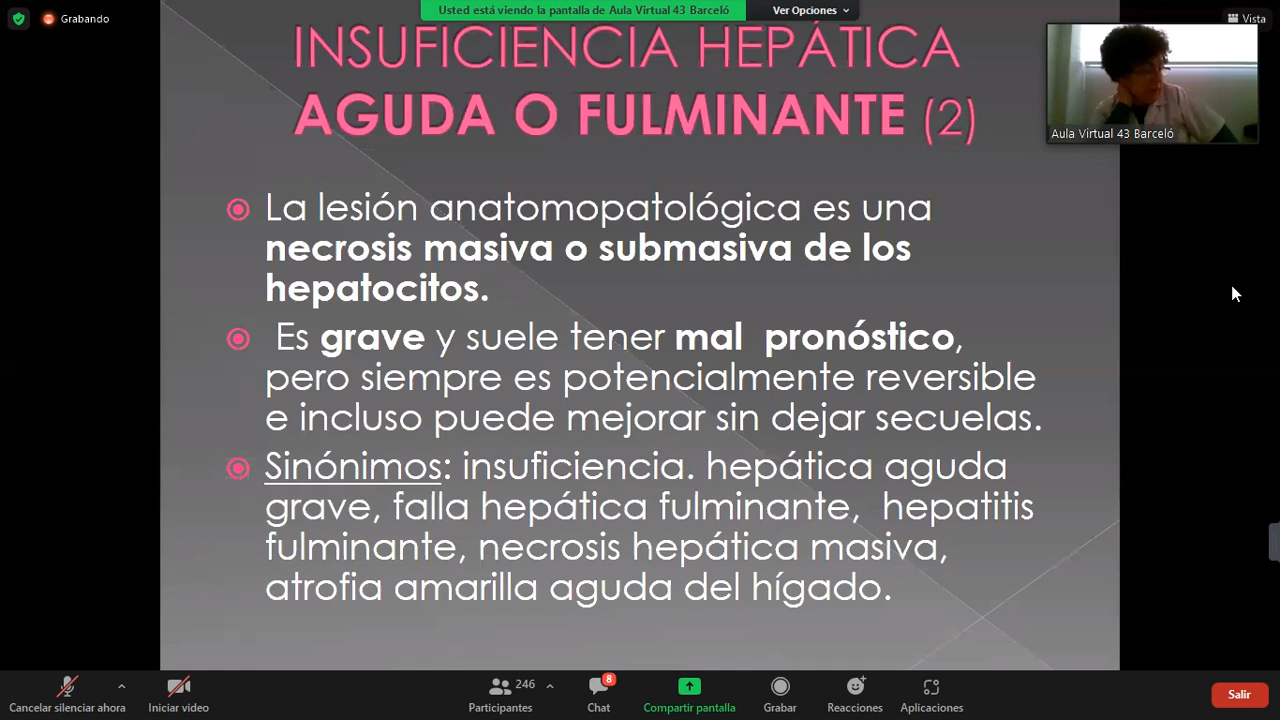 Grabando
Usted está viendo la pantalla de Aula Virtual 43 Barceló
Ver Opciones
Vista
INSUFICIENCIA HEPÁTICA
AGUDA O FULMINANTE (2)
Aula Virtual 43 Barceló
La lesión anatomopatológica es una
necrosis masiva o submasiva de los
hepatocitos.
Es grave y suele tener mal pronóstico,
pero siempre es potencialmente reversible
e incluso puede mejorar sin dejar secuelas.
Sinónimos: insuficiencia. hepática aguda
grave, falla hepática fulminante, hepatitis
fulminante, necrosis hepática masiva,
atrofia amarilla aguda del hígado.
Cancelar silenciar ahora
Iniciar video
246
Participantes
8
Chat
Compartir pantalla
Grabar
Reacciones
Aplicaciones
Salir